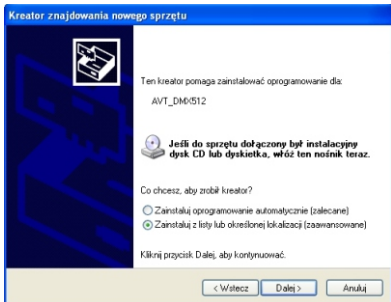 Kreator znajdowania nowego sprzętu
Ten kreator pomaga zainstalować oprogramowanie dla:
AVT_DMX512
Jeśli do sprzętu dołączony był instalacyjny
dysk CD lub dyskietka, włóż ten nośnik teraz.
Co chcesz, aby zrobił kreator?
Zainstaluj oprogramowanie automatycznie (zalecane)
Zainstaluj z listy lub określonej lokalizacji (zaawansowane)
Kliknij przycisk Dalej, aby kontynuować.
< Wstecz
Dalej >
Anuluj